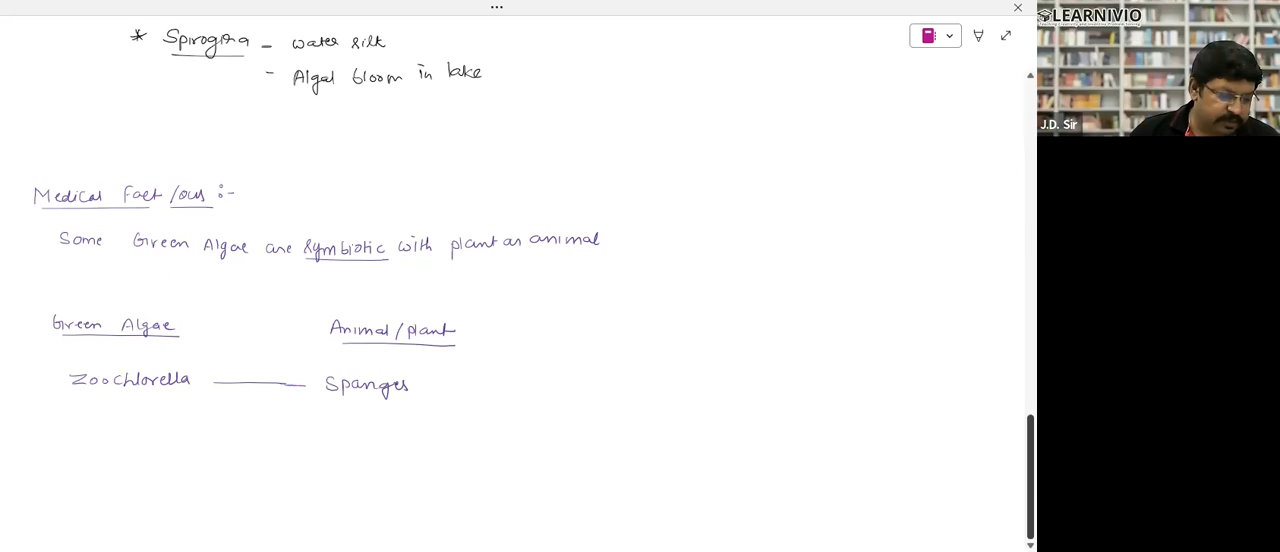 LEARNIVIO
* Spirogyra - water silk
- Algal bloom in lake
J.D. Sir
Medical Fact / :-
Some Green Algae are symbiotic with plant or animal
Green Algae Animal/plant
Zoochlorella —— Sponges